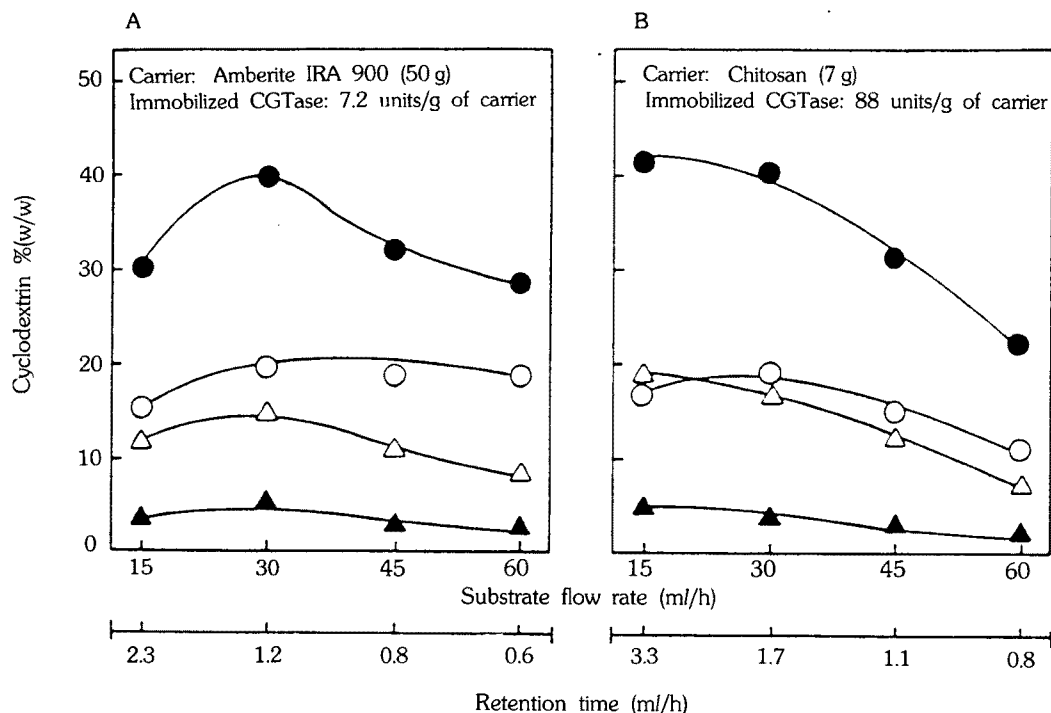 A
B
Carrier: Amberite IRA 900 (50 g)
Immobilized CGTase: 7.2 units/g of carrier
Carrier: Chitosan (7 g)
Immobilized CGTase: 88 units/g of carrier
Cyclodextrin %(w/w)
50
40
30
20
10
0
15 30 45 60
15 30 45 60
Substrate flow rate (ml/h)
2.3 1.2 0.8 0.6
3.3 1.7 1.1 0.8
Retention time (ml/h)